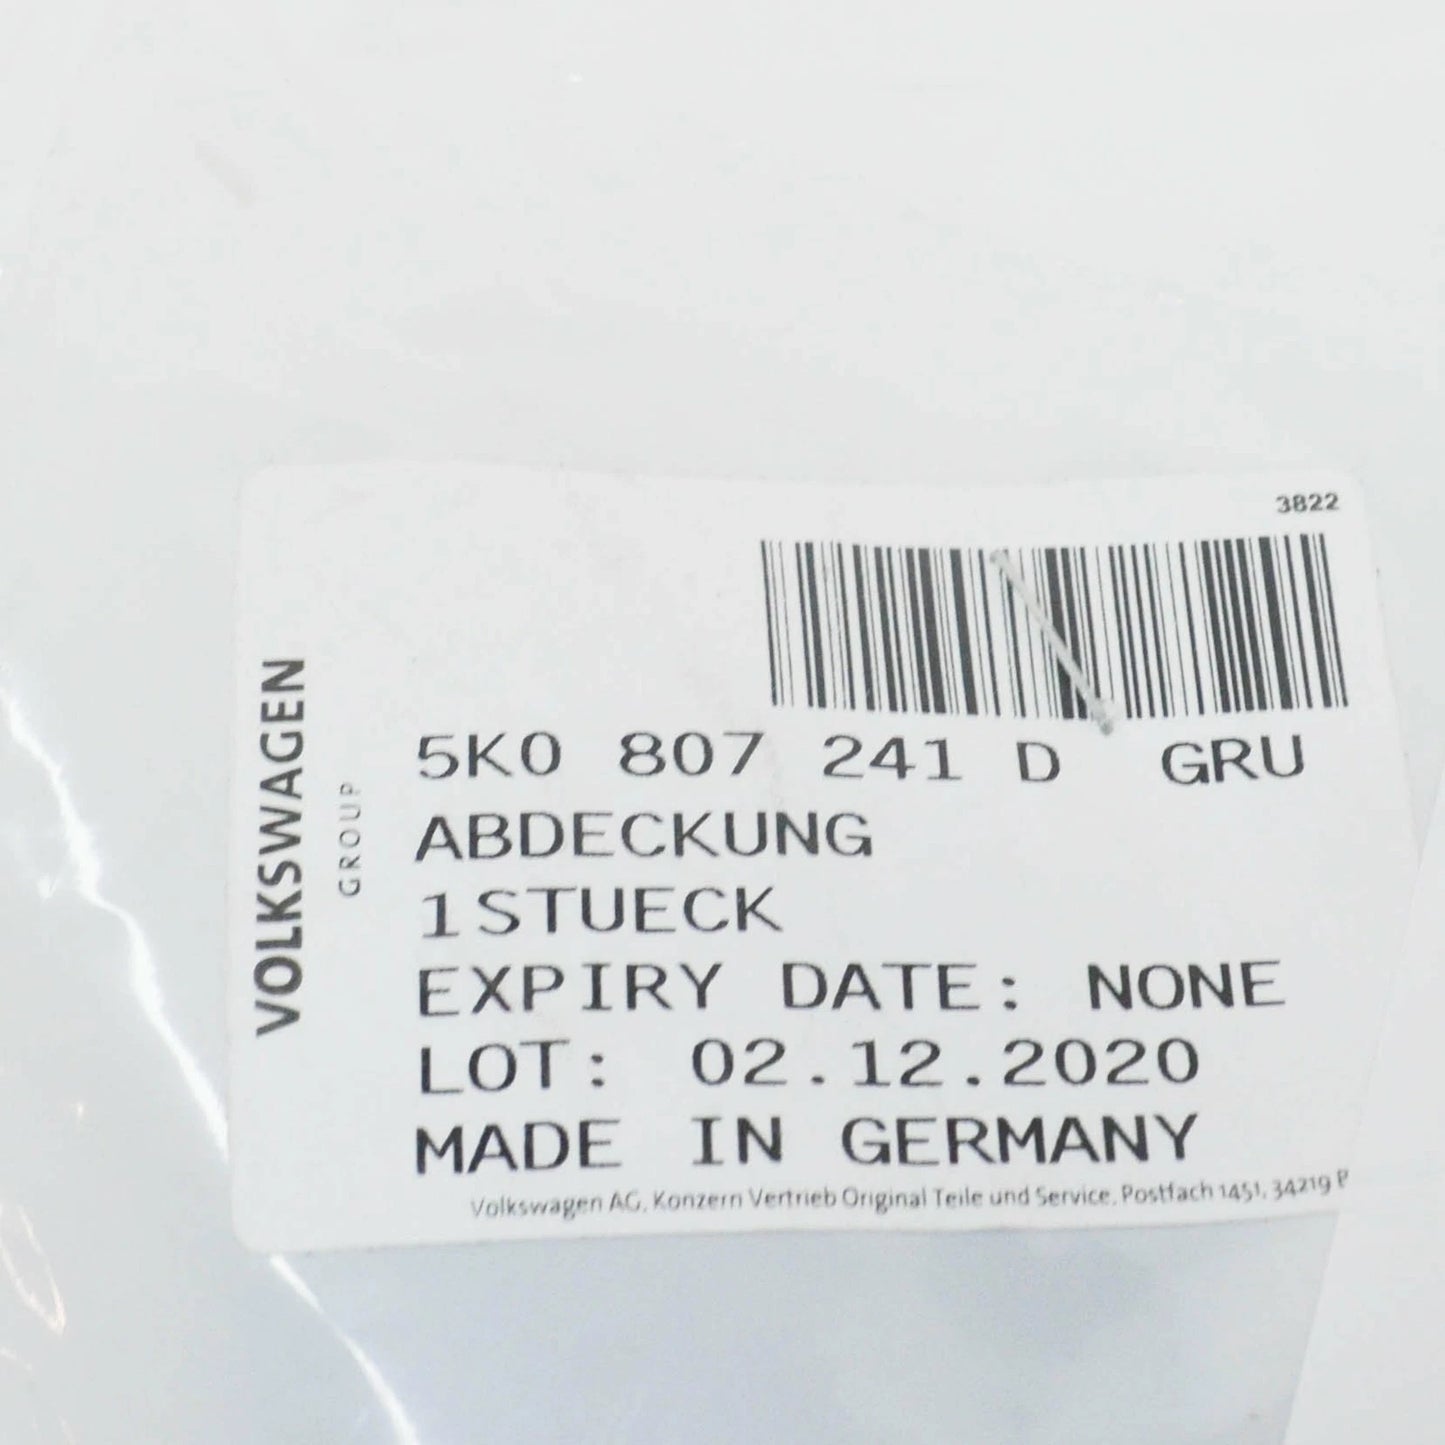 3822
VOLKSWAGEN
GROUP
5K0 807 241 D GRU
ABDECKUNG
1STUECK
EXPIRY DATE: NONE
LOT: 02.12.2020
MADE IN GERMANY
Volkswagen AG, Konzern Vertrieb Original Teile und Service, Postfach 1451, 34219